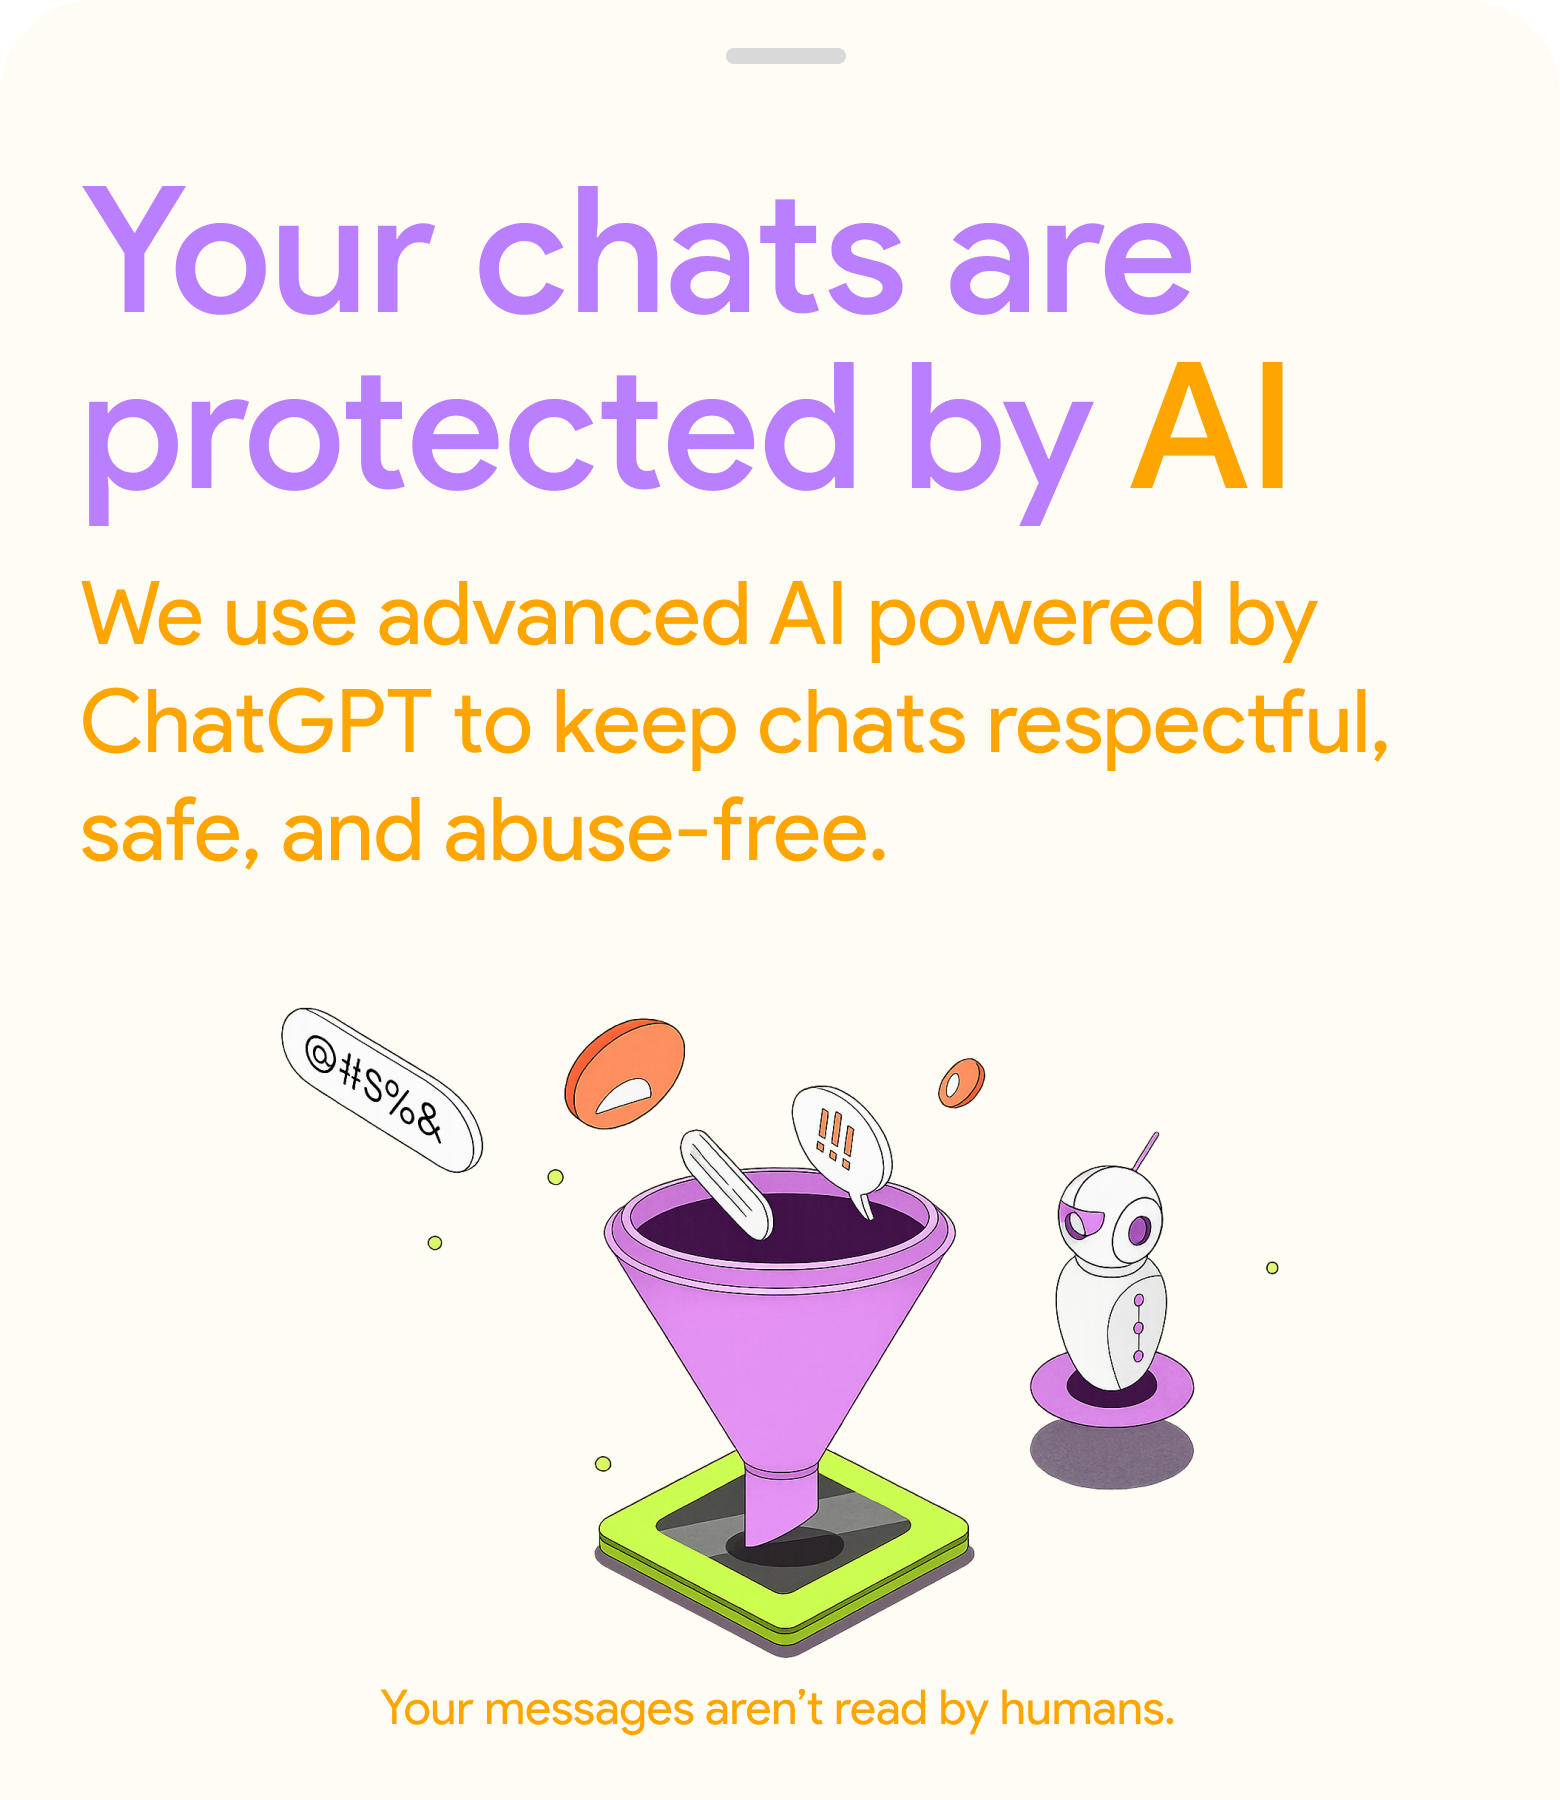 Your chats are
protected by AI
We use advanced AI powered by
ChatGPT to keep chats respectful,
safe, and abuse-free.
@#S%&
!!!
Your messages aren’t read by humans.